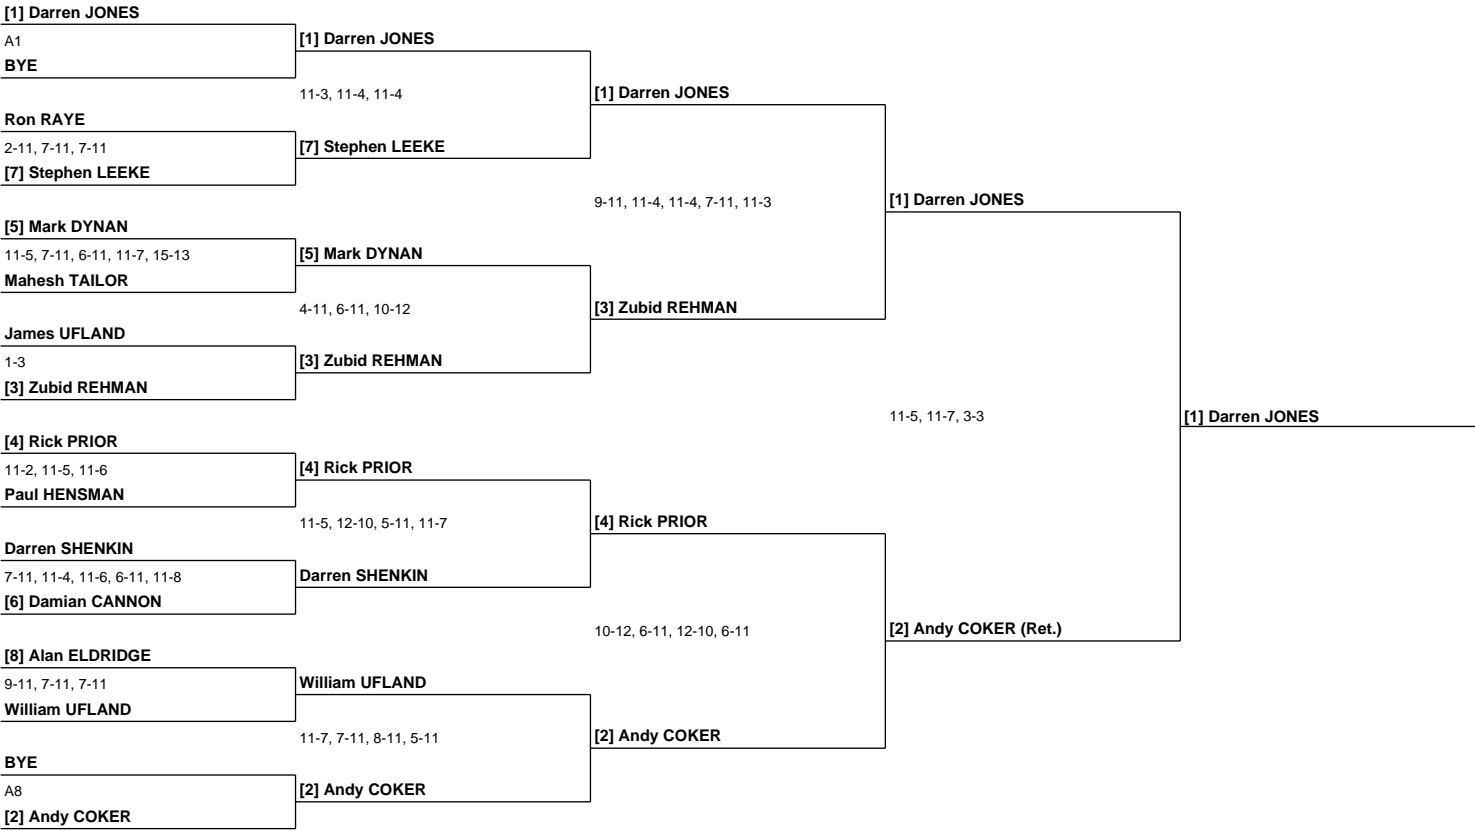 [1] Darren JONES
A1
BYE
Ron RAYE
2-11, 7-11, 7-11
[7] Stephen LEEKE
[5] Mark DYNAN
11-5, 7-11, 6-11, 11-7, 15-13
Mahesh TAILOR
James UFLAND
1-3
[3] Zubid REHMAN
[4] Rick PRIOR
11-2, 11-5, 11-6
Paul HENSMAN
Darren SHENKIN
7-11, 11-4, 11-6, 6-11, 11-8
[6] Damian CANNON
[8] Alan ELDRIDGE
9-11, 7-11, 7-11
William UFLAND
BYE
A8
[2] Andy COKER
[1] Darren JONES
11-3, 11-4, 11-4
[7] Stephen LEEKE
[5] Mark DYNAN
4-11, 6-11, 10-12
[3] Zubid REHMAN
[4] Rick PRIOR
11-5, 12-10, 5-11, 11-7
Darren SHENKIN
William UFLAND
11-7, 7-11, 8-11, 5-11
[2] Andy COKER
[1] Darren JONES
9-11, 11-4, 11-4, 7-11, 11-3
[3] Zubid REHMAN
[4] Rick PRIOR
10-12, 6-11, 12-10, 6-11
[2] Andy COKER
[1] Darren JONES
11-5, 11-7, 3-3
[2] Andy COKER (Ret.)
[1] Darren JONES